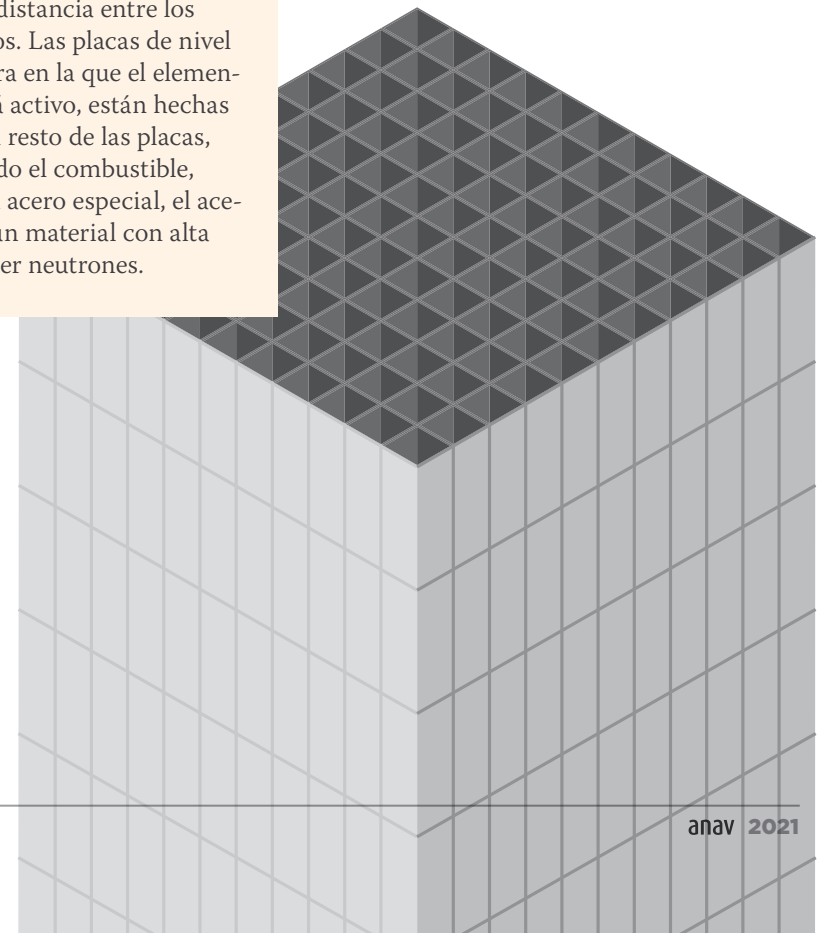 distancia entre los
os. Las placas de nivel
ra en la que el elemen-
á activo, están hechas
l resto de las placas,
do el combustible,
n acero especial, el ace-
un material con alta
er neutrones.
anav 2021